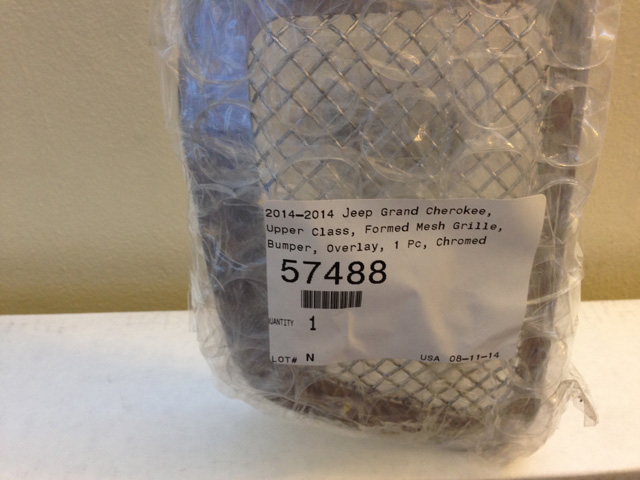 2014-2014 Jeep Grand Cherokee,
Upper Class, Formed Mesh Grille,
Bumper, Overlay, 1 Pc, Chromed
57488
UANTITY 1
LOT# N USA 08-11-14